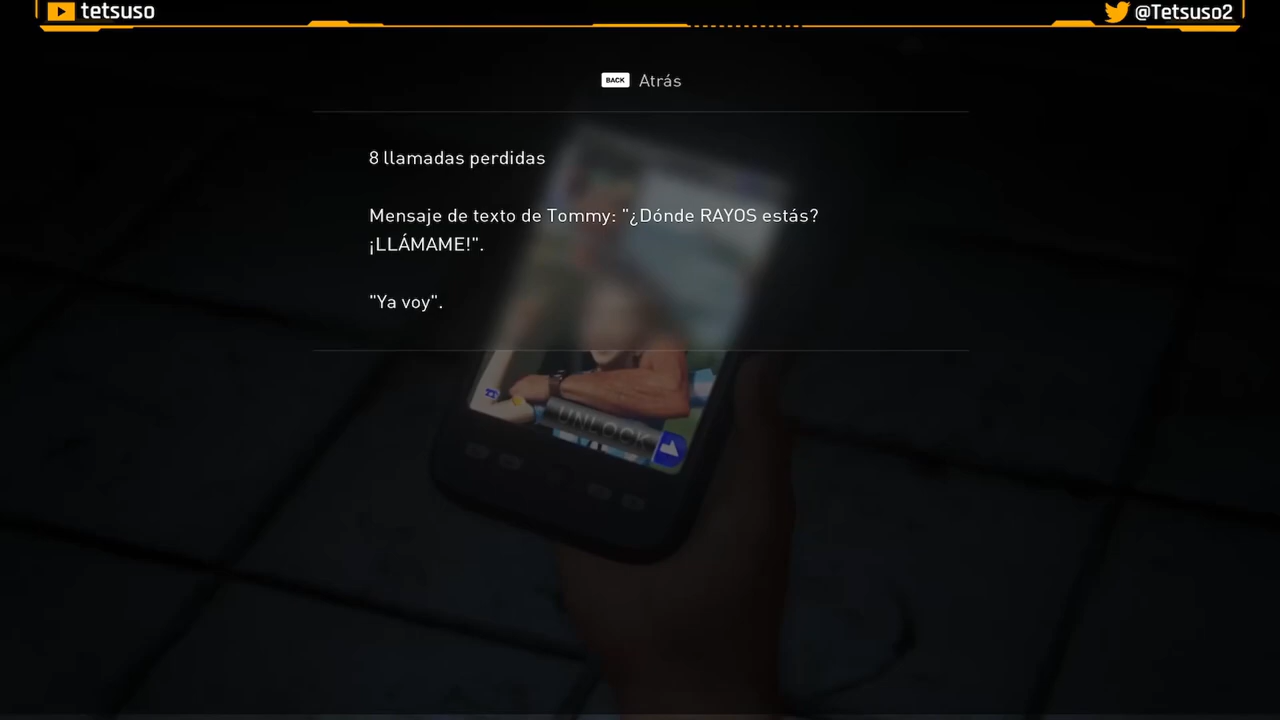 tetsuso
@Tetsuso2
BACK Atrás
8 llamadas perdidas
Mensaje de texto de Tommy: "¿Dónde RAYOS estás?
¡LLÁMAME!".
"Ya voy".
UNLOCK